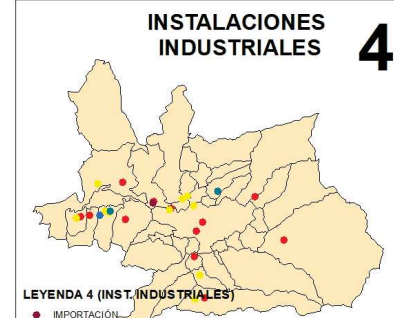 INSTALACIONES
INDUSTRIALES
4
LEYENDA 4 (INST. INDUSTRIALES)
IMPORTACIÓN